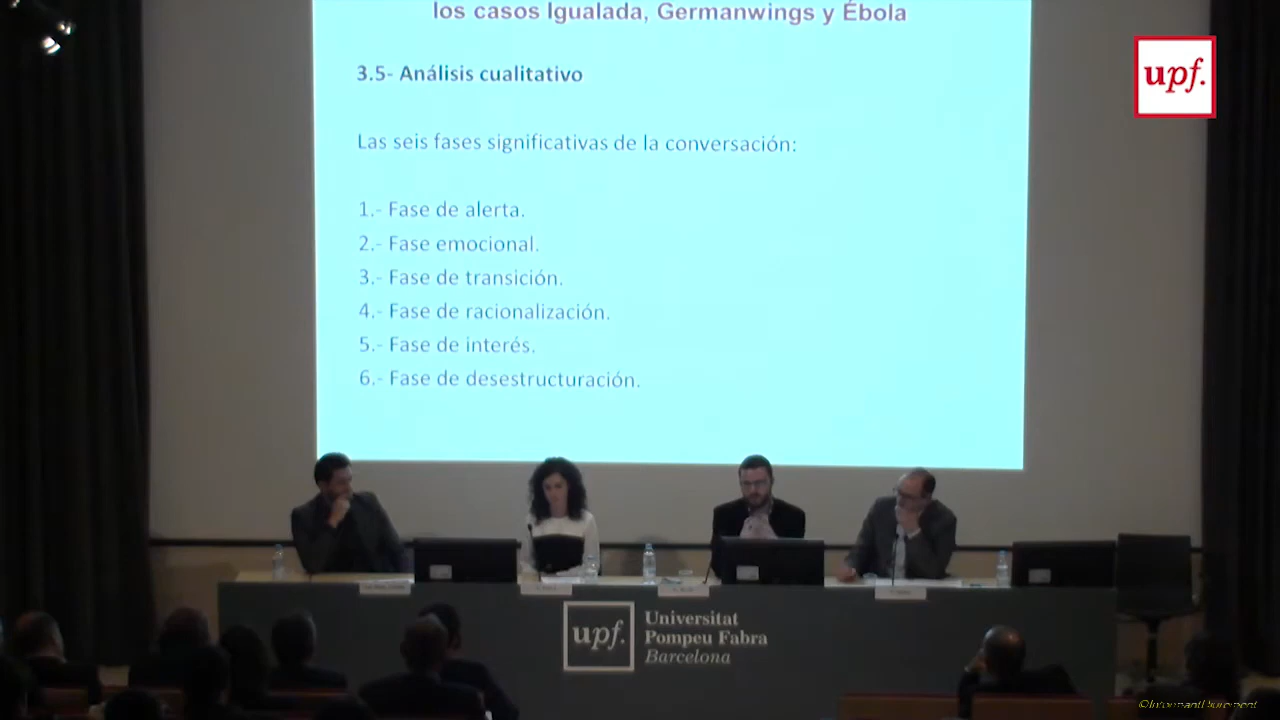 los casos Igualada, Germanwings y Ébola
upf.
3.5- Análisis cualitativo
Las seis fases significativas de la conversación:
1.- Fase de alerta.
2.- Fase emocional.
3.- Fase de transición.
4.- Fase de racionalización.
5.- Fase de interés.
6.- Fase de desestructuración.
upf.
Universitat
Pompeu Fabra
Barcelona